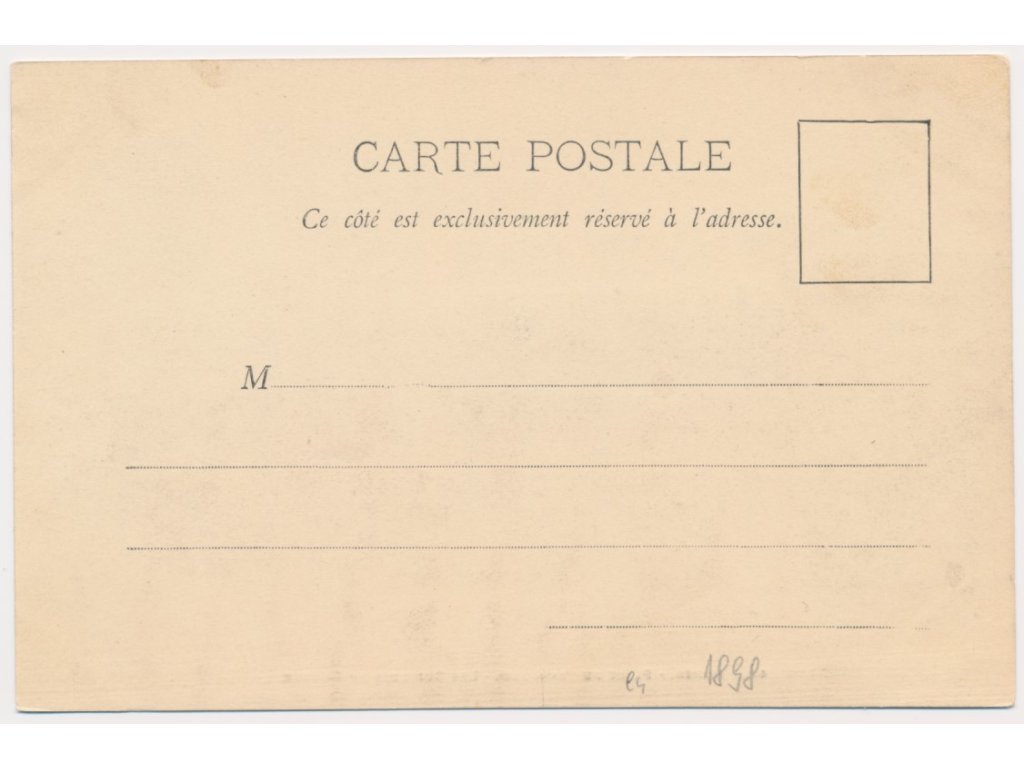 CARTE POSTALE
Ce côté est exclusivement réservé à l'adresse.
M
1898